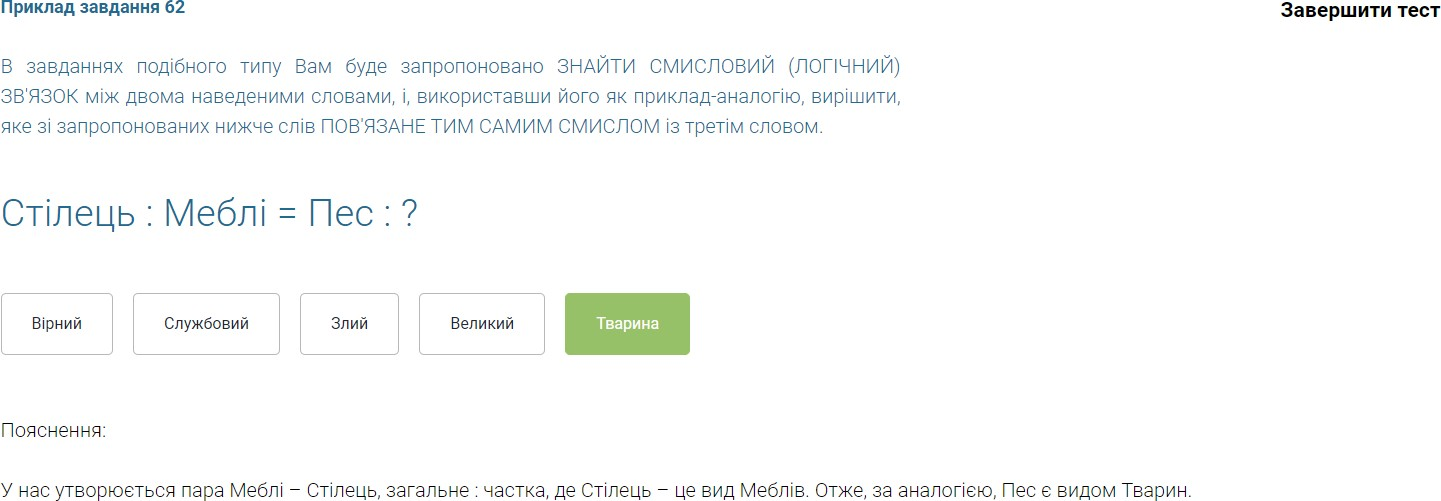 Приклад завдання 62
Завершити тест
В завданнях подібного типу Вам буде запропоновано ЗНАЙТИ СМИСЛОВИЙ (ЛОГІЧНИЙ)
ЗВ'ЯЗОК між двома наведеними словами, і, використавши його як приклад-аналогію, вирішити,
яке зі запропонованих нижче слів ПОВ'ЯЗАНЕ ТИМ САМИМ СМИСЛОМ із третім словом.
Стілець : Меблі = Пес : ?
Вірний
Службовий
Злий
Великий
Тварина
Пояснення:
У нас утворюється пара Меблі – Стілець, загальне : частка, де Стілець – це вид Меблів. Отже, за аналогією, Пес є видом Тварин.